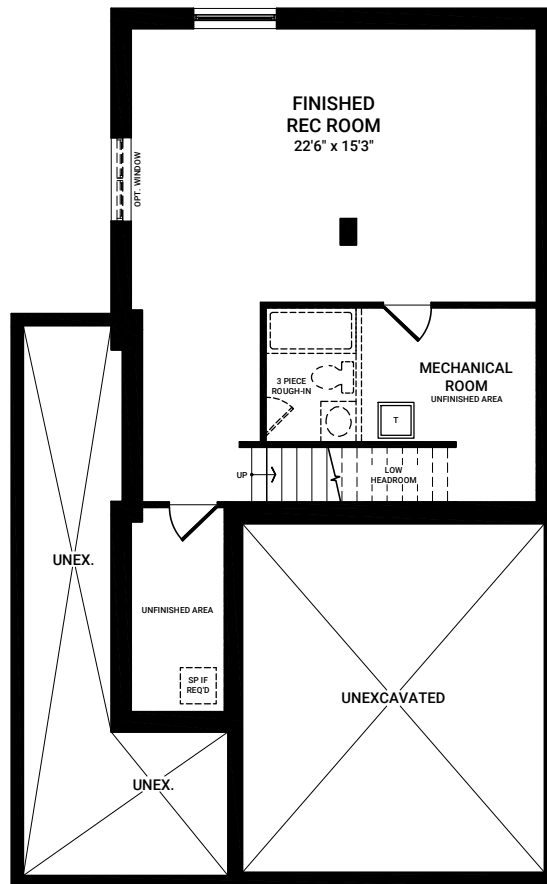 FINISHED
REC ROOM
22'6" x 15'3"
OPT. WINDOW
3 PIECE
ROUGH-IN
MECHANICAL
ROOM
UNFINISHED AREA
T
UP
LOW
HEADROOM
UNEX.
UNFINISHED AREA
SP IF
REQ'D
UNEXCAVATED
UNEX.